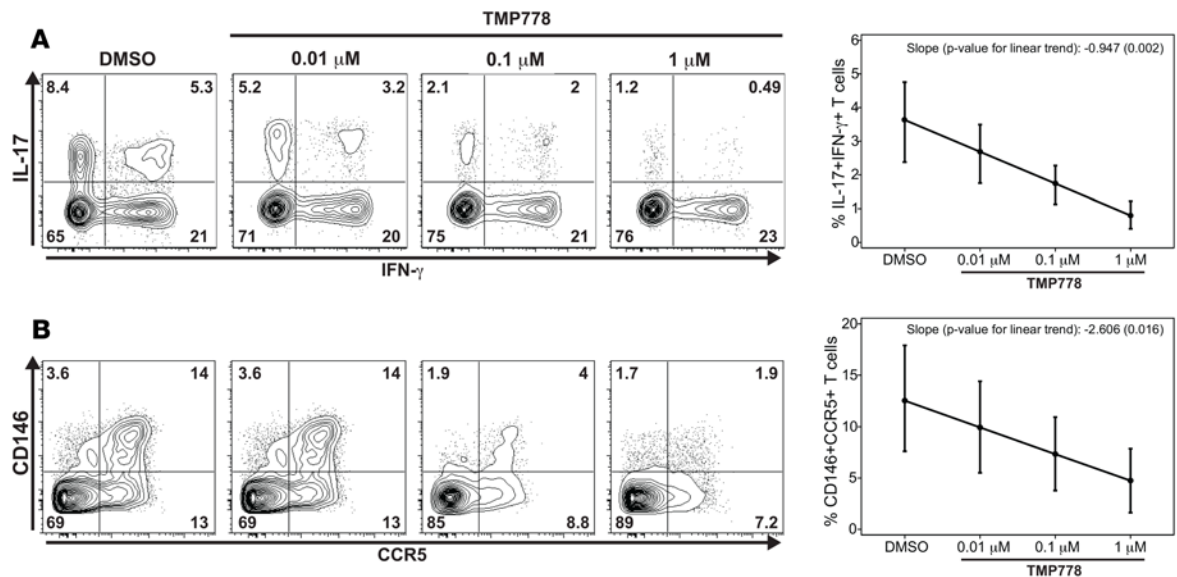 A
TMP778
DMSO
0.01 μM
0.1 μM
1 μM
IL-17
8.4
5.3
65
21
5.2
3.2
71
20
2.1
2
75
21
1.2
0.49
76
23
IFN-γ
% IL-17+IFN-γ+ T cells
6
5
4
3
2
1
0
Slope (p-value for linear trend): -0.947 (0.002)
DMSO
0.01 μM
0.1 μM
1 μM
TMP778
B
CD146
3.6
14
69
13
3.6
14
69
13
1.9
4
85
8.8
1.7
1.9
89
7.2
CCR5
% CD146+CCR5+ T cells
20
15
10
5
0
Slope (p-value for linear trend): -2.606 (0.016)
DMSO
0.01 μM
0.1 μM
1 μM
TMP778